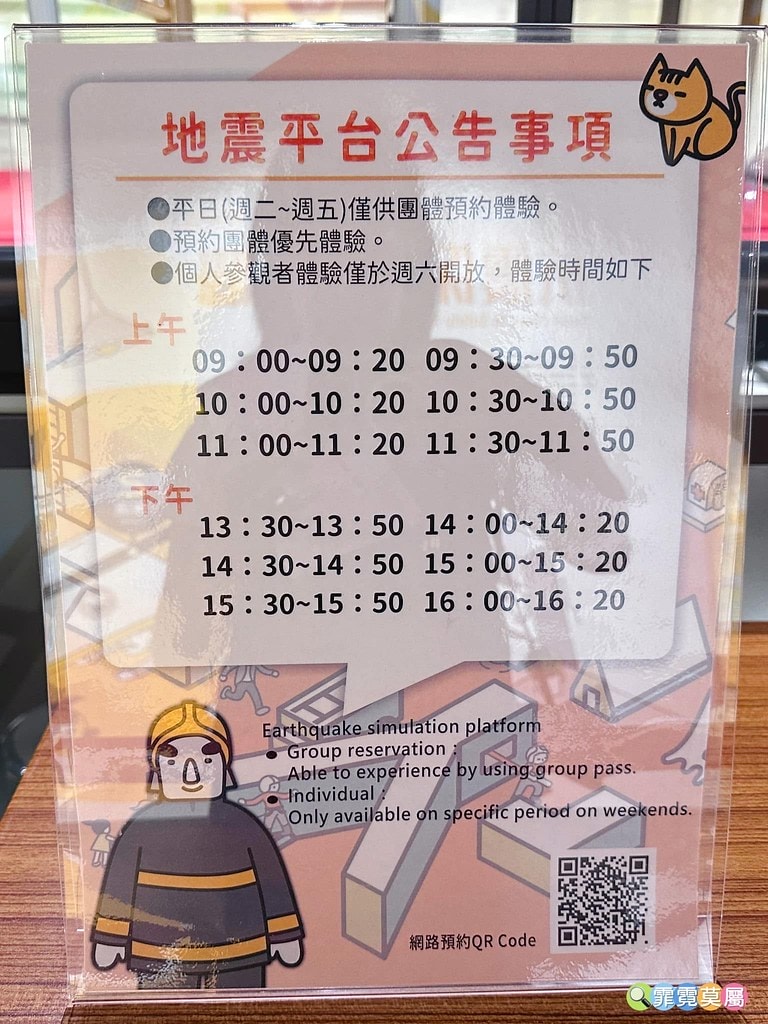 地震平台公告事項
●平日(週二~週五)僅供團體預約體驗。
●預約團體優先體驗。
●個人參觀者體驗僅於週六開放，體驗時間如下
上午
09：00~09：20 09：30~09：50
10：00~10：20 10：30~10：50
11：00~11：20 11：30~11：50
下午
13：30~13：50 14：00~14：20
14：30~14：50 15：00~15：20
15：30~15：50 16：00~16：20
Earthquake simulation platform
● Group reservation：
Able to experience by using group pass.
● Individual：
Only available on specific period on weekends.
網路預約QR Code
霏霓莫屬